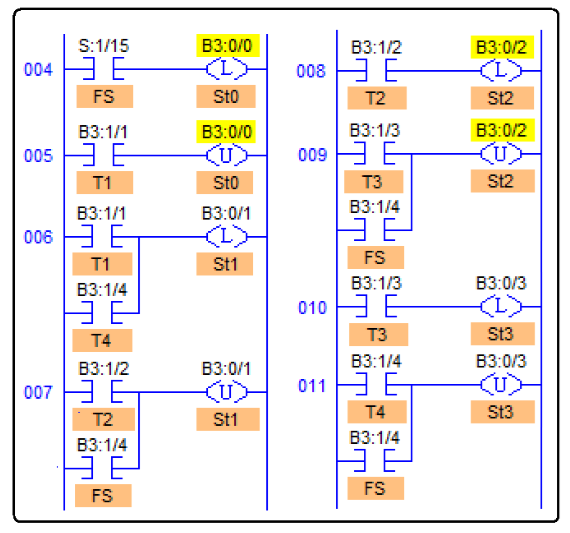 S:1/15 B3:0/0
004 L
FS St0
B3:1/1 B3:0/0
005 U
T1 St0
B3:1/1 B3:0/1
006 L
T1 St1
B3:1/4
T4
B3:1/2 B3:0/1
007 U
T2 St1
B3:1/4
FS
B3:1/2 B3:0/2
008 L
T2 St2
B3:1/3 B3:0/2
009 U
T3 St2
B3:1/4
FS
B3:1/3 B3:0/3
010 L
T3 St3
B3:1/4 B3:0/3
011 U
T4 St3
B3:1/4
FS